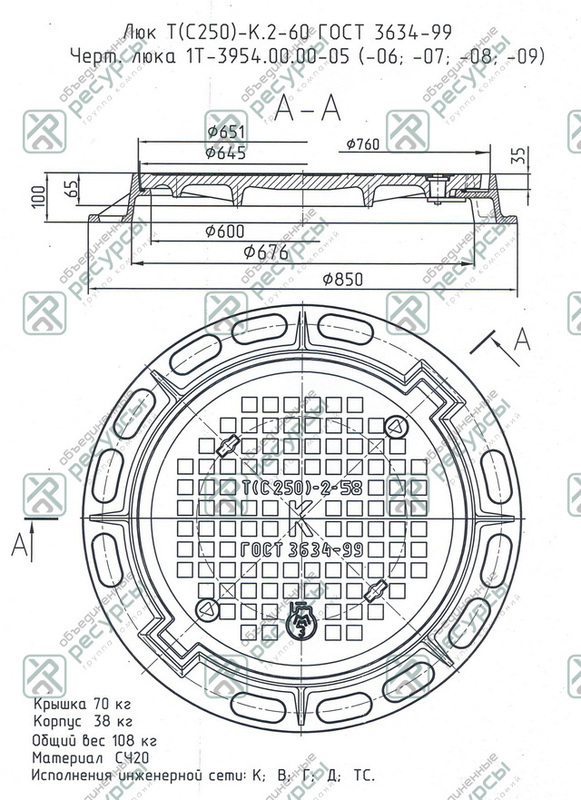 Люк Т(С250)-К.2-60 ГОСТ 3634-99
Черт. люка 1Т-3954.00.00-05 (-06; -07; -08; -09)
А-А
ϕ651
ϕ645
ϕ760
35
100
65
ϕ600
ϕ676
ϕ850
А
Т(С250)-2-58
К
А
ГОСТ 3634-99
Крышка 70 кг
Корпус 38 кг
Общий вес 108 кг
Материал СЧ20
Исполнения инженерной сети: К; В; Г; Д; ТС.
объединенные
РЕСУРСЫ
группа компаний